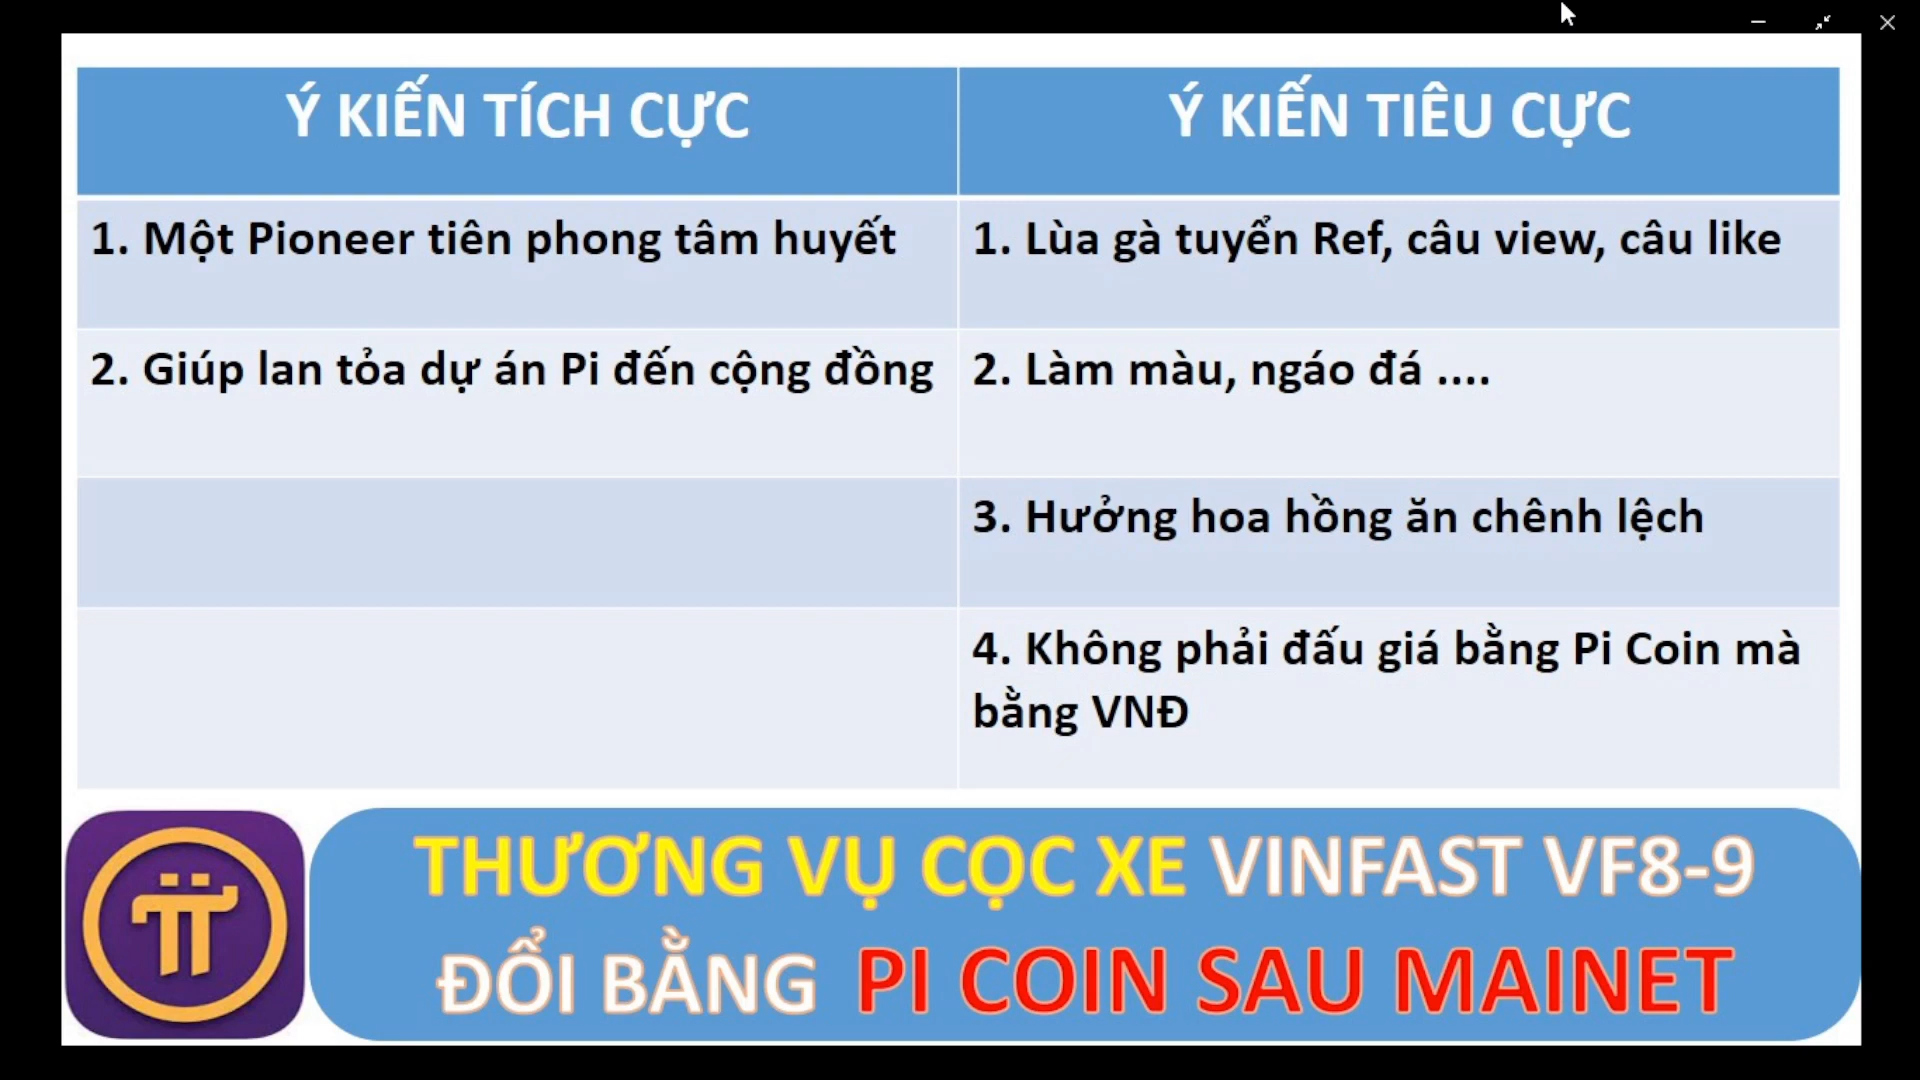 Ý KIẾN TÍCH CỰC
Ý KIẾN TIÊU CỰC
1. Một Pioneer tiên phong tâm huyết
1. Lùa gà tuyển Ref, câu view, câu like
2. Giúp lan tỏa dự án Pi đến cộng đồng
2. Làm màu, ngáo đá ....
3. Hưởng hoa hồng ăn chênh lệch
4. Không phải đấu giá bằng Pi Coin mà
bằng VNĐ
THƯƠNG VỤ CỌC XE VINFAST VF8-9
ĐỔI BẰNG PI COIN SAU MAINET